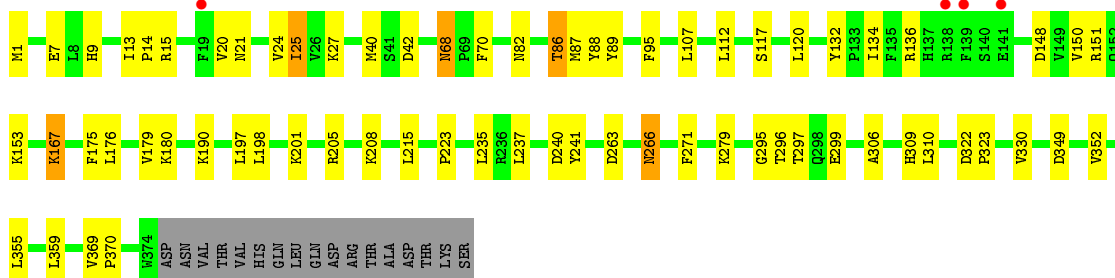 M1 E7 L8 H9 I13 P14 R15 F19 V20 N21 V24 I25 V26 K27 M40 S41 D42 N68 P69 F70 N82 T86 M87 Y88 Y89 F95 L107 L112 S117 L120 Y132 P133 I134 F135 R136 H137 R138 F139 S140 E141 D148 V149 V150 R151 Q152
K153 K167 F175 L176 V179 K180 K190 L197 L198 K201 R205 K208 L215 P223 L235 R236 L237 D240 Y241 D263 N266 F271 K279 G295 T296 T297 Q298 E299 A306 H309 L310 D322 P323 V330 D349 V352
L355 L359 V369 P370 W374 ASP ASN VAL THR VAL HIS GLN LEU GLN ASP ARG THR ALA ASP THR LYS SER